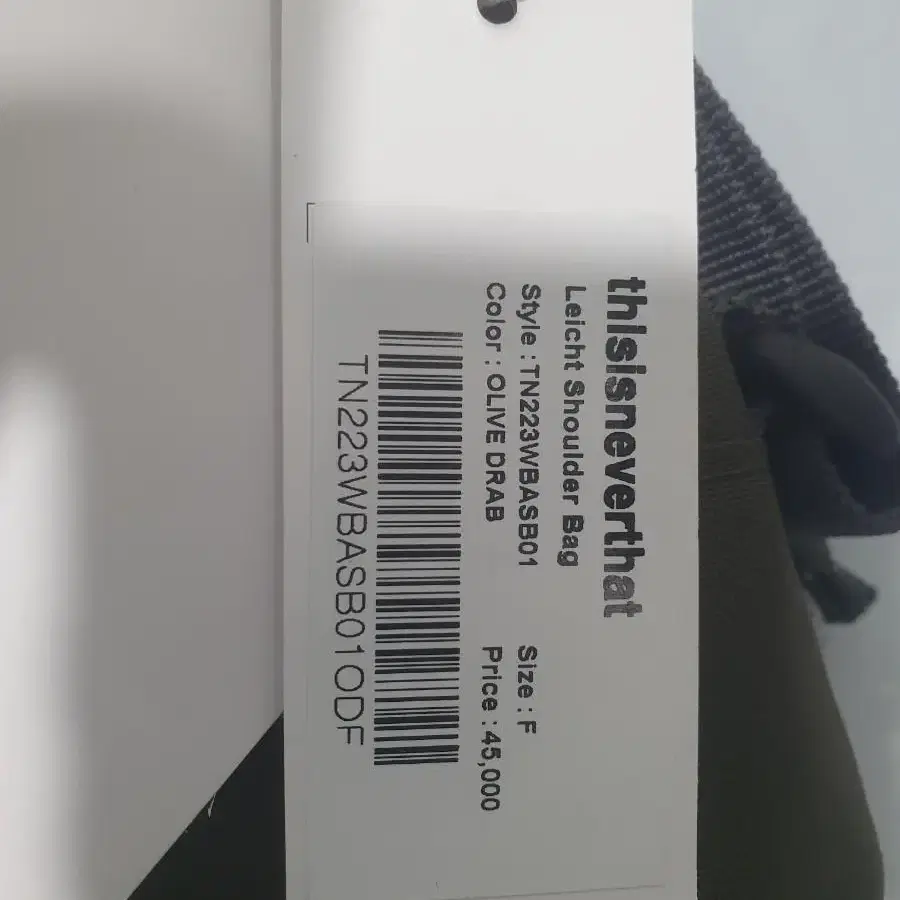 thisisneverthat
Leicht Shoulder Bag
Style : TN223WBASB01 Size : F
Color : OLIVE DRAB Price : 45,000
TN223WBASB01ODF